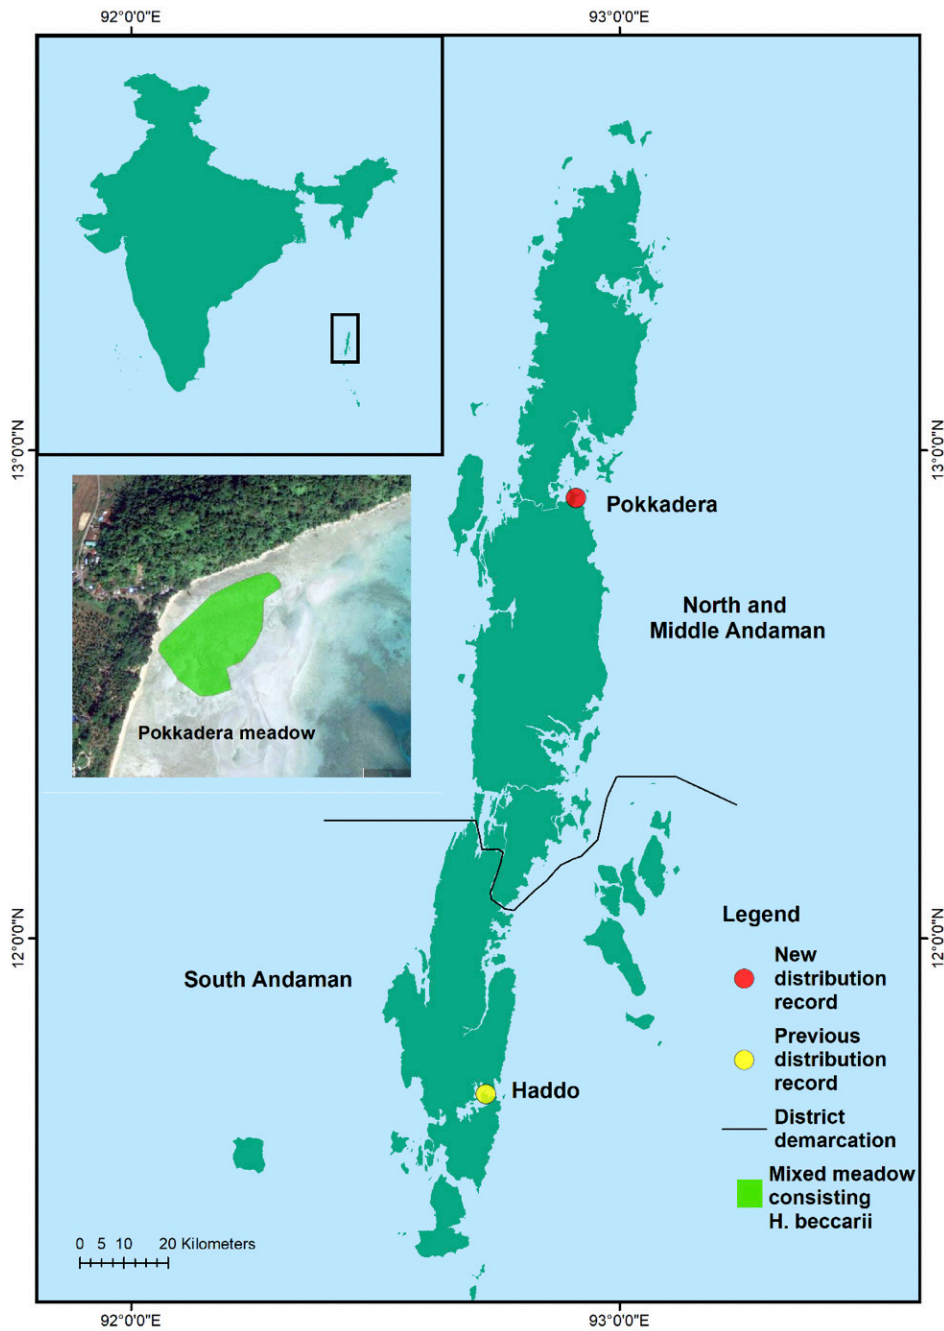 92°0'0"E
93°0'0"E
13°0'0"N
13°0'0"N
Pokkadera
North and
Middle Andaman
Pokkadera meadow
12°0'0"N
12°0'0"N
South Andaman
Haddo
Legend
New
distribution
record
Previous
distribution
record
District
demarcation
Mixed meadow
consisting
H. beccarii
0 5 10 20 Kilometers
92°0'0"E
93°0'0"E